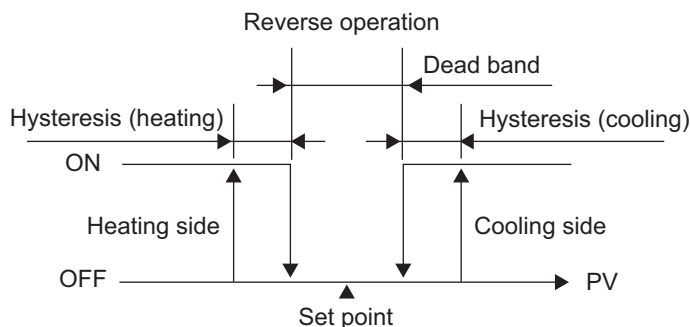 Reverse operation
Dead band
Hysteresis (heating)
Hysteresis (cooling)
ON
Heating side
Cooling side
OFF
PV
Set point